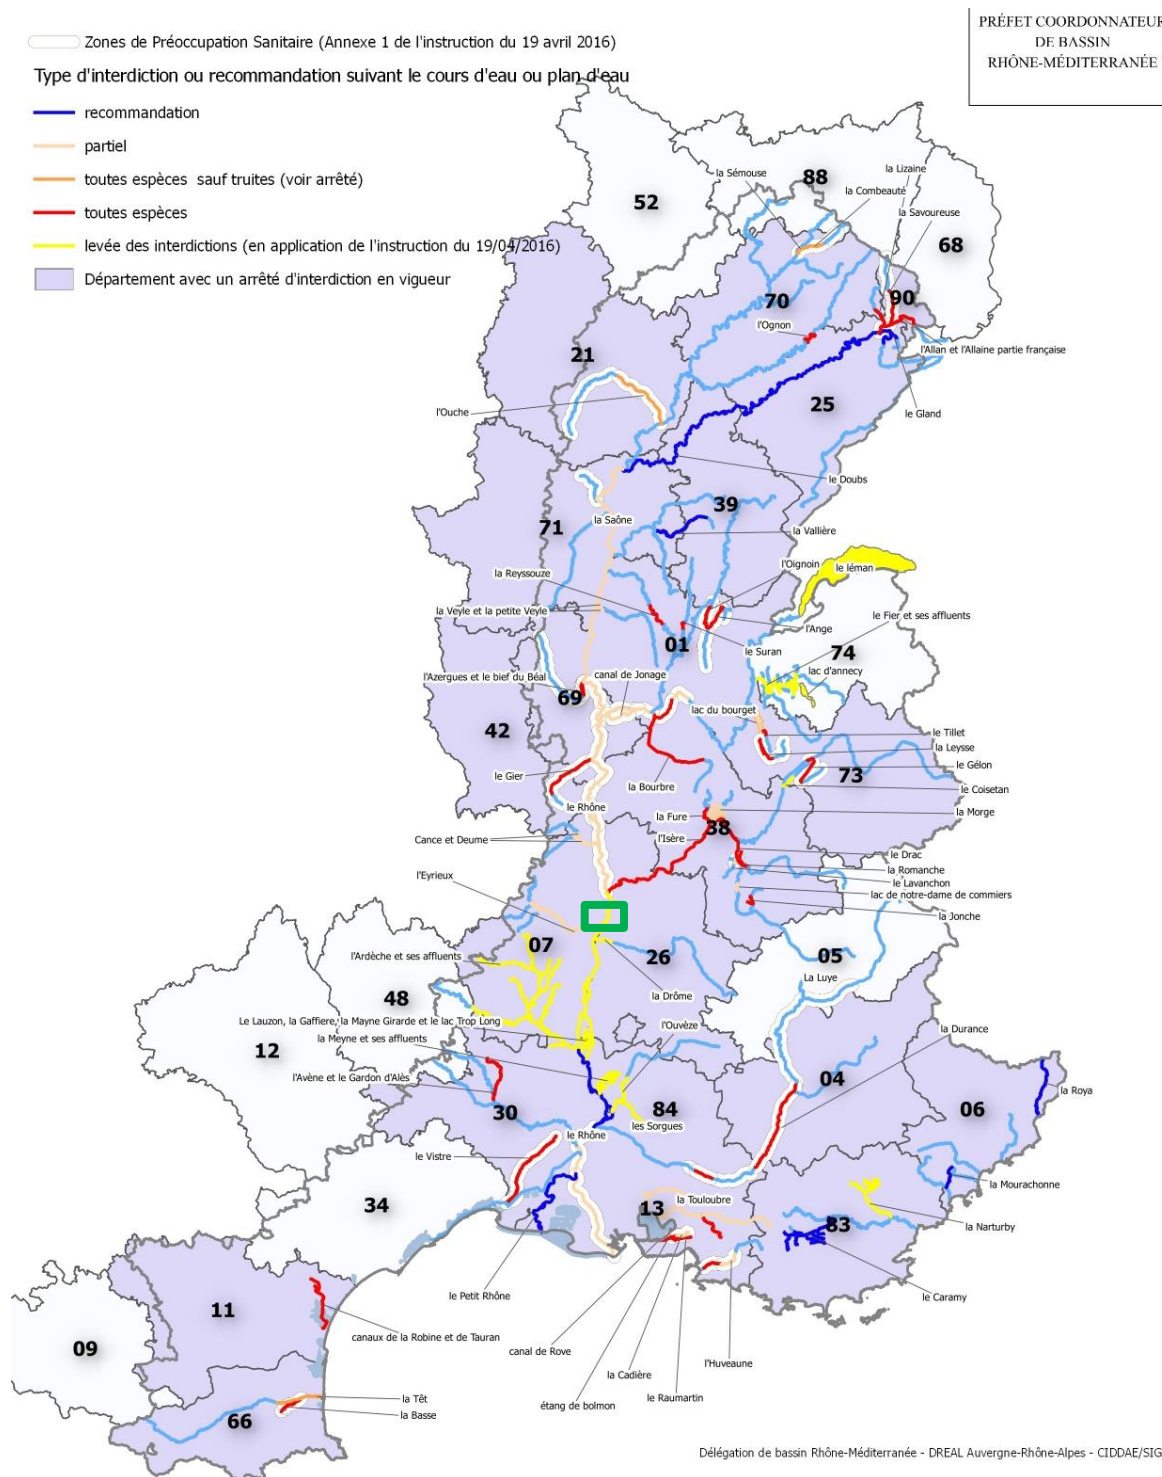 PRÉFET COORDONNATEUR
DE BASSIN
RHÔNE-MÉDITERRANÉE
Zones de Préoccupation Sanitaire (Annexe 1 de l'instruction du 19 avril 2016)
Type d'interdiction ou recommandation suivant le cours d'eau ou plan d'eau
recommandation
partiel
toutes espèces sauf truites (voir arrêté)
toutes espèces
levée des interdictions (en application de l'instruction du 19/04/2016)
Département avec un arrêté d'interdiction en vigueur
la Lizaine
la Sémouse
88
la Combeauté
52
la Savoureuse
68
70
90
l'Ognon
l'Allan et l'Allaine partie française
21
25
l'Ouche
le Gland
le Doubs
39
la Saône
71
la Vallière
l'Oignoin
le léman
la Reyssouze
la Veyle et la petite Veyle
le Fier et ses affluents
l'Ange
01
le Suran
74
lac d'annecy
l'Azergues et le bief du Béal
canal de Jonage
69
lac du bourget
42
le Tillet
la Leysse
le Gélon
73
le Gier
la Bourbre
le Coisetan
le Rhône
la Fure
la Morge
38
Cance et Deume
l'Isère
le Drac
la Romanche
l'Eyrieux
le Lavanchon
lac de notre-dame de commiers
la Jonche
07
l'Ardèche et ses affluents
26
05
La Luye
48
la Drôme
Le Lauzon, la Gaffiere, la Mayne Girarde et le lac Trop Long
l'Ouvèze
la Durance
la Meyne et ses affluents
12
l'Avène et le Gardon d'Alès
04
la Roya
30
84
06
les Sorgues
le Rhône
le Vistre
la Mourachonne
34
la Touloubre
13
83
la Narturby
le Petit Rhône
le Caramy
11
canaux de la Robine et de Tauran
canal de Rove
09
l'Huveaune
la Cadière
le Raumartin
la Têt
étang de bolmon
la Basse
66
Délégation de bassin Rhône-Méditerranée - DREAL Auvergne-Rhône-Alpes - CIDDAE/SIG